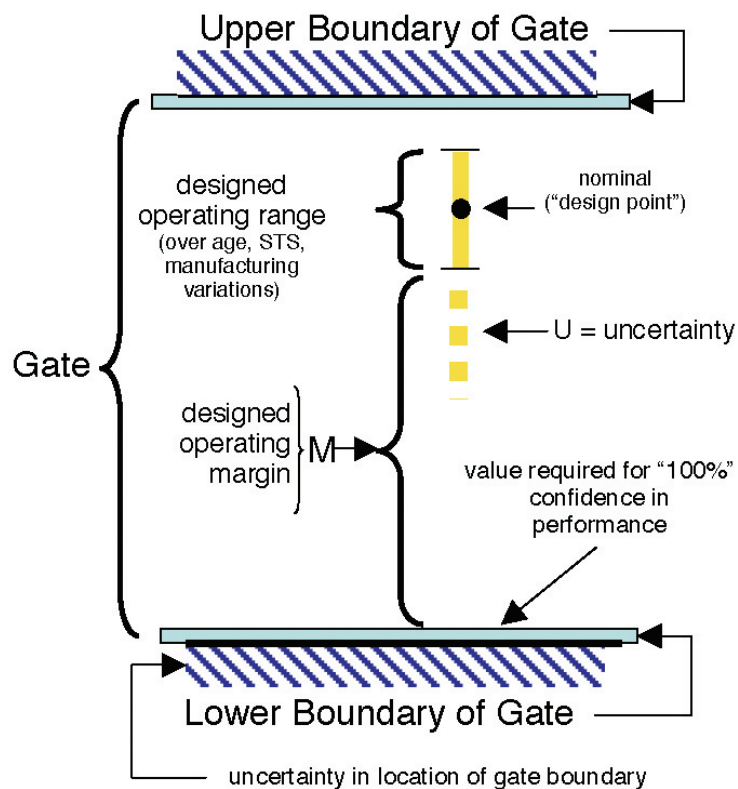 Upper Boundary of Gate
designed
operating range
(over age, STS,
manufacturing
variations)
nominal
(“design point”)
U = uncertainty
Gate
designed
operating
margin
M
value required for “100%”
confidence in
performance
Lower Boundary of Gate
uncertainty in location of gate boundary